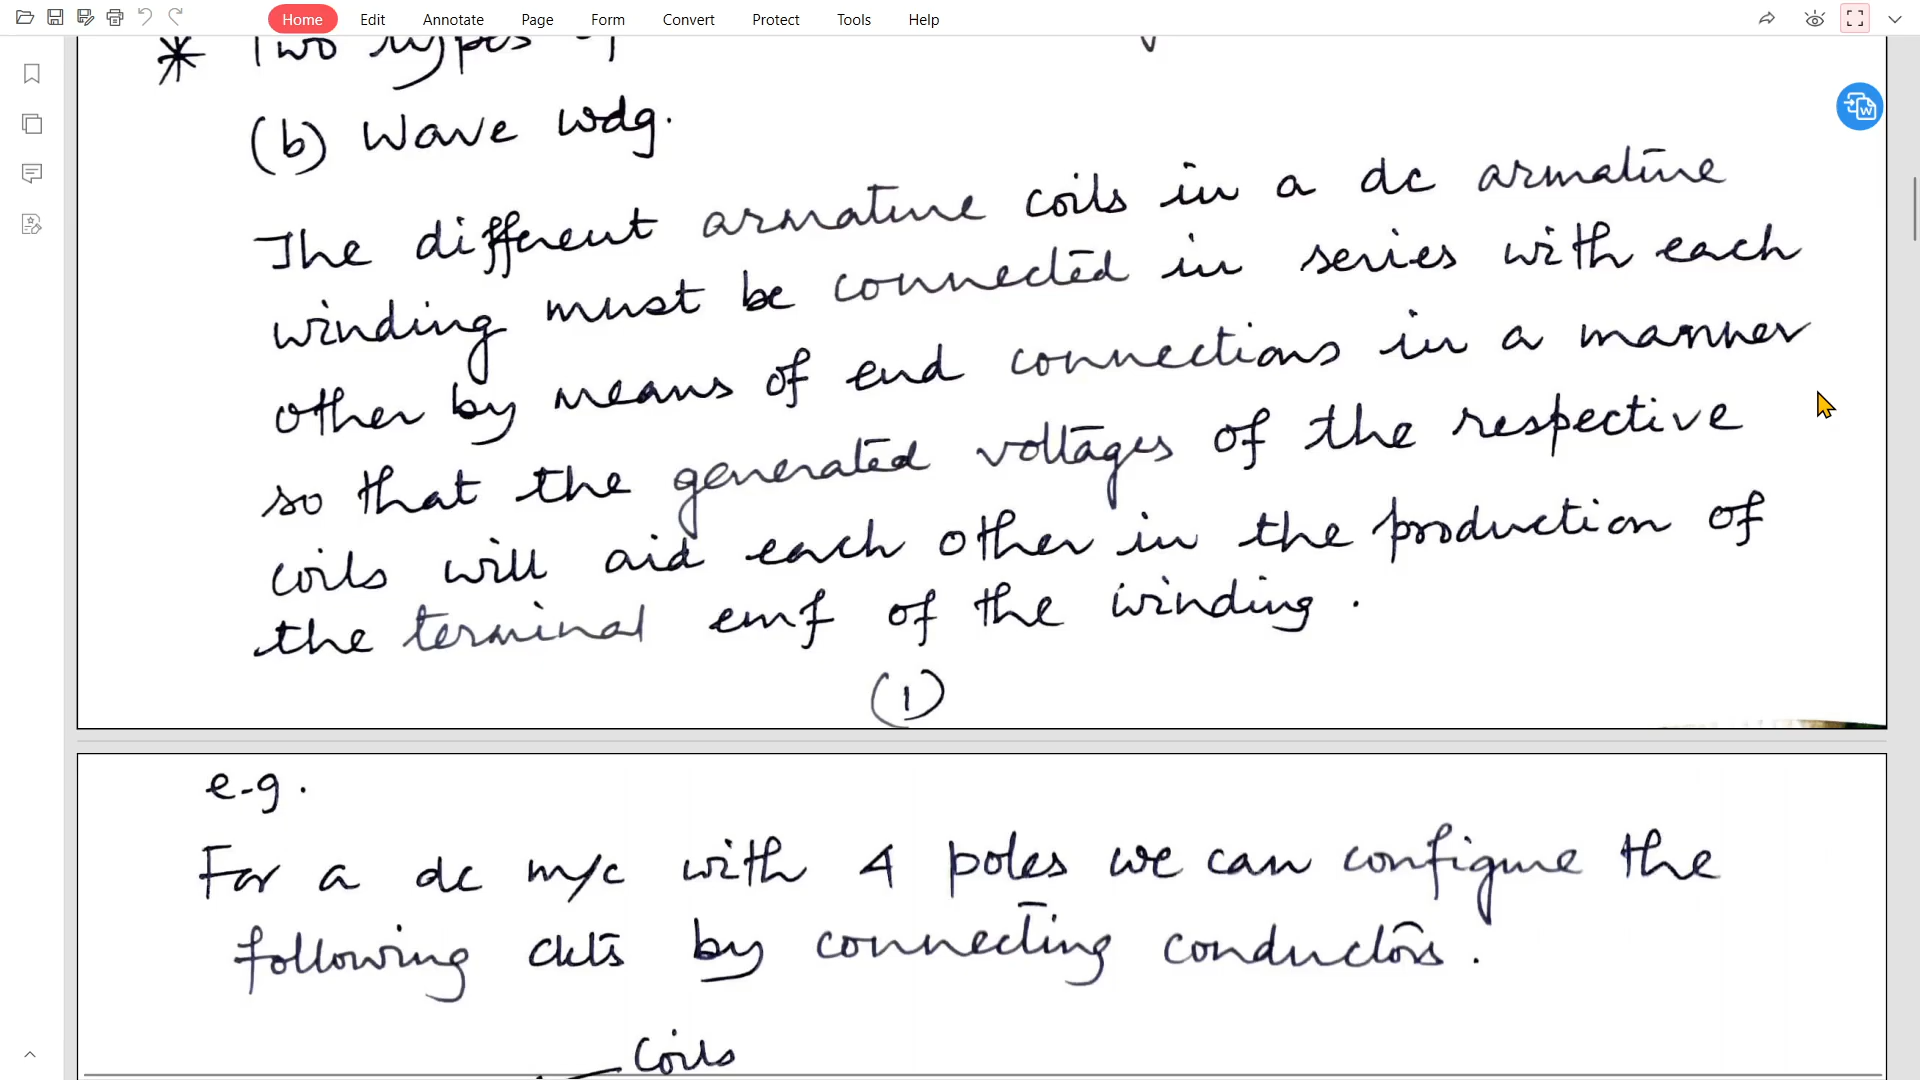 Home Edit Annotate Page Form Convert Protect Tools Help
* Two types of
(b) Wave wdg.
The different armature coils in a dc armature
winding must be connected in series with each
other by means of end connections in a manner
so that the generated voltages of the respective
coils will aid each other in the production of
the terminal emf of the winding.
(1)
e-g.
For a dc m/c with 4 poles we can configure the
following ckts by connecting conductors.
Coils